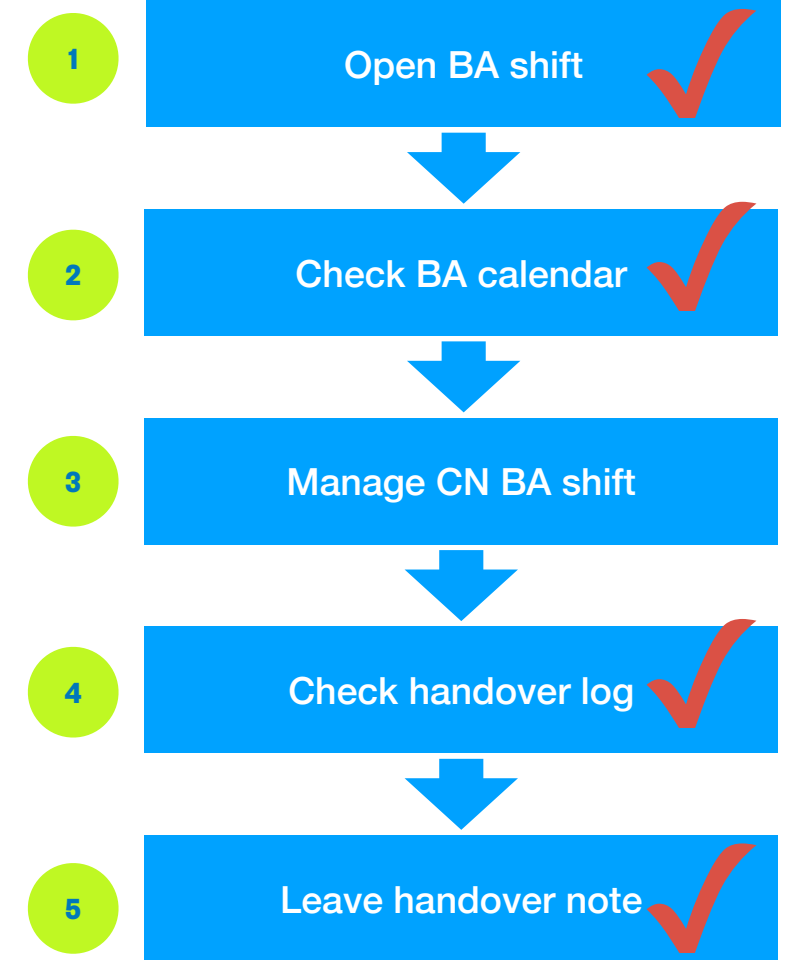 1
Open BA shift
2
Check BA calendar
3
Manage CN BA shift
4
Check handover log
5
Leave handover note